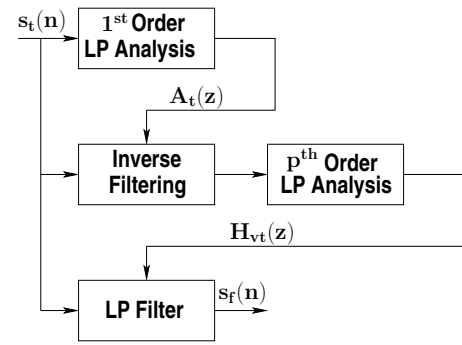 s_t(n)
1^st Order
LP Analysis
A_t(z)
Inverse
Filtering
p^th Order
LP Analysis
H_vt(z)
LP Filter
s_f(n)